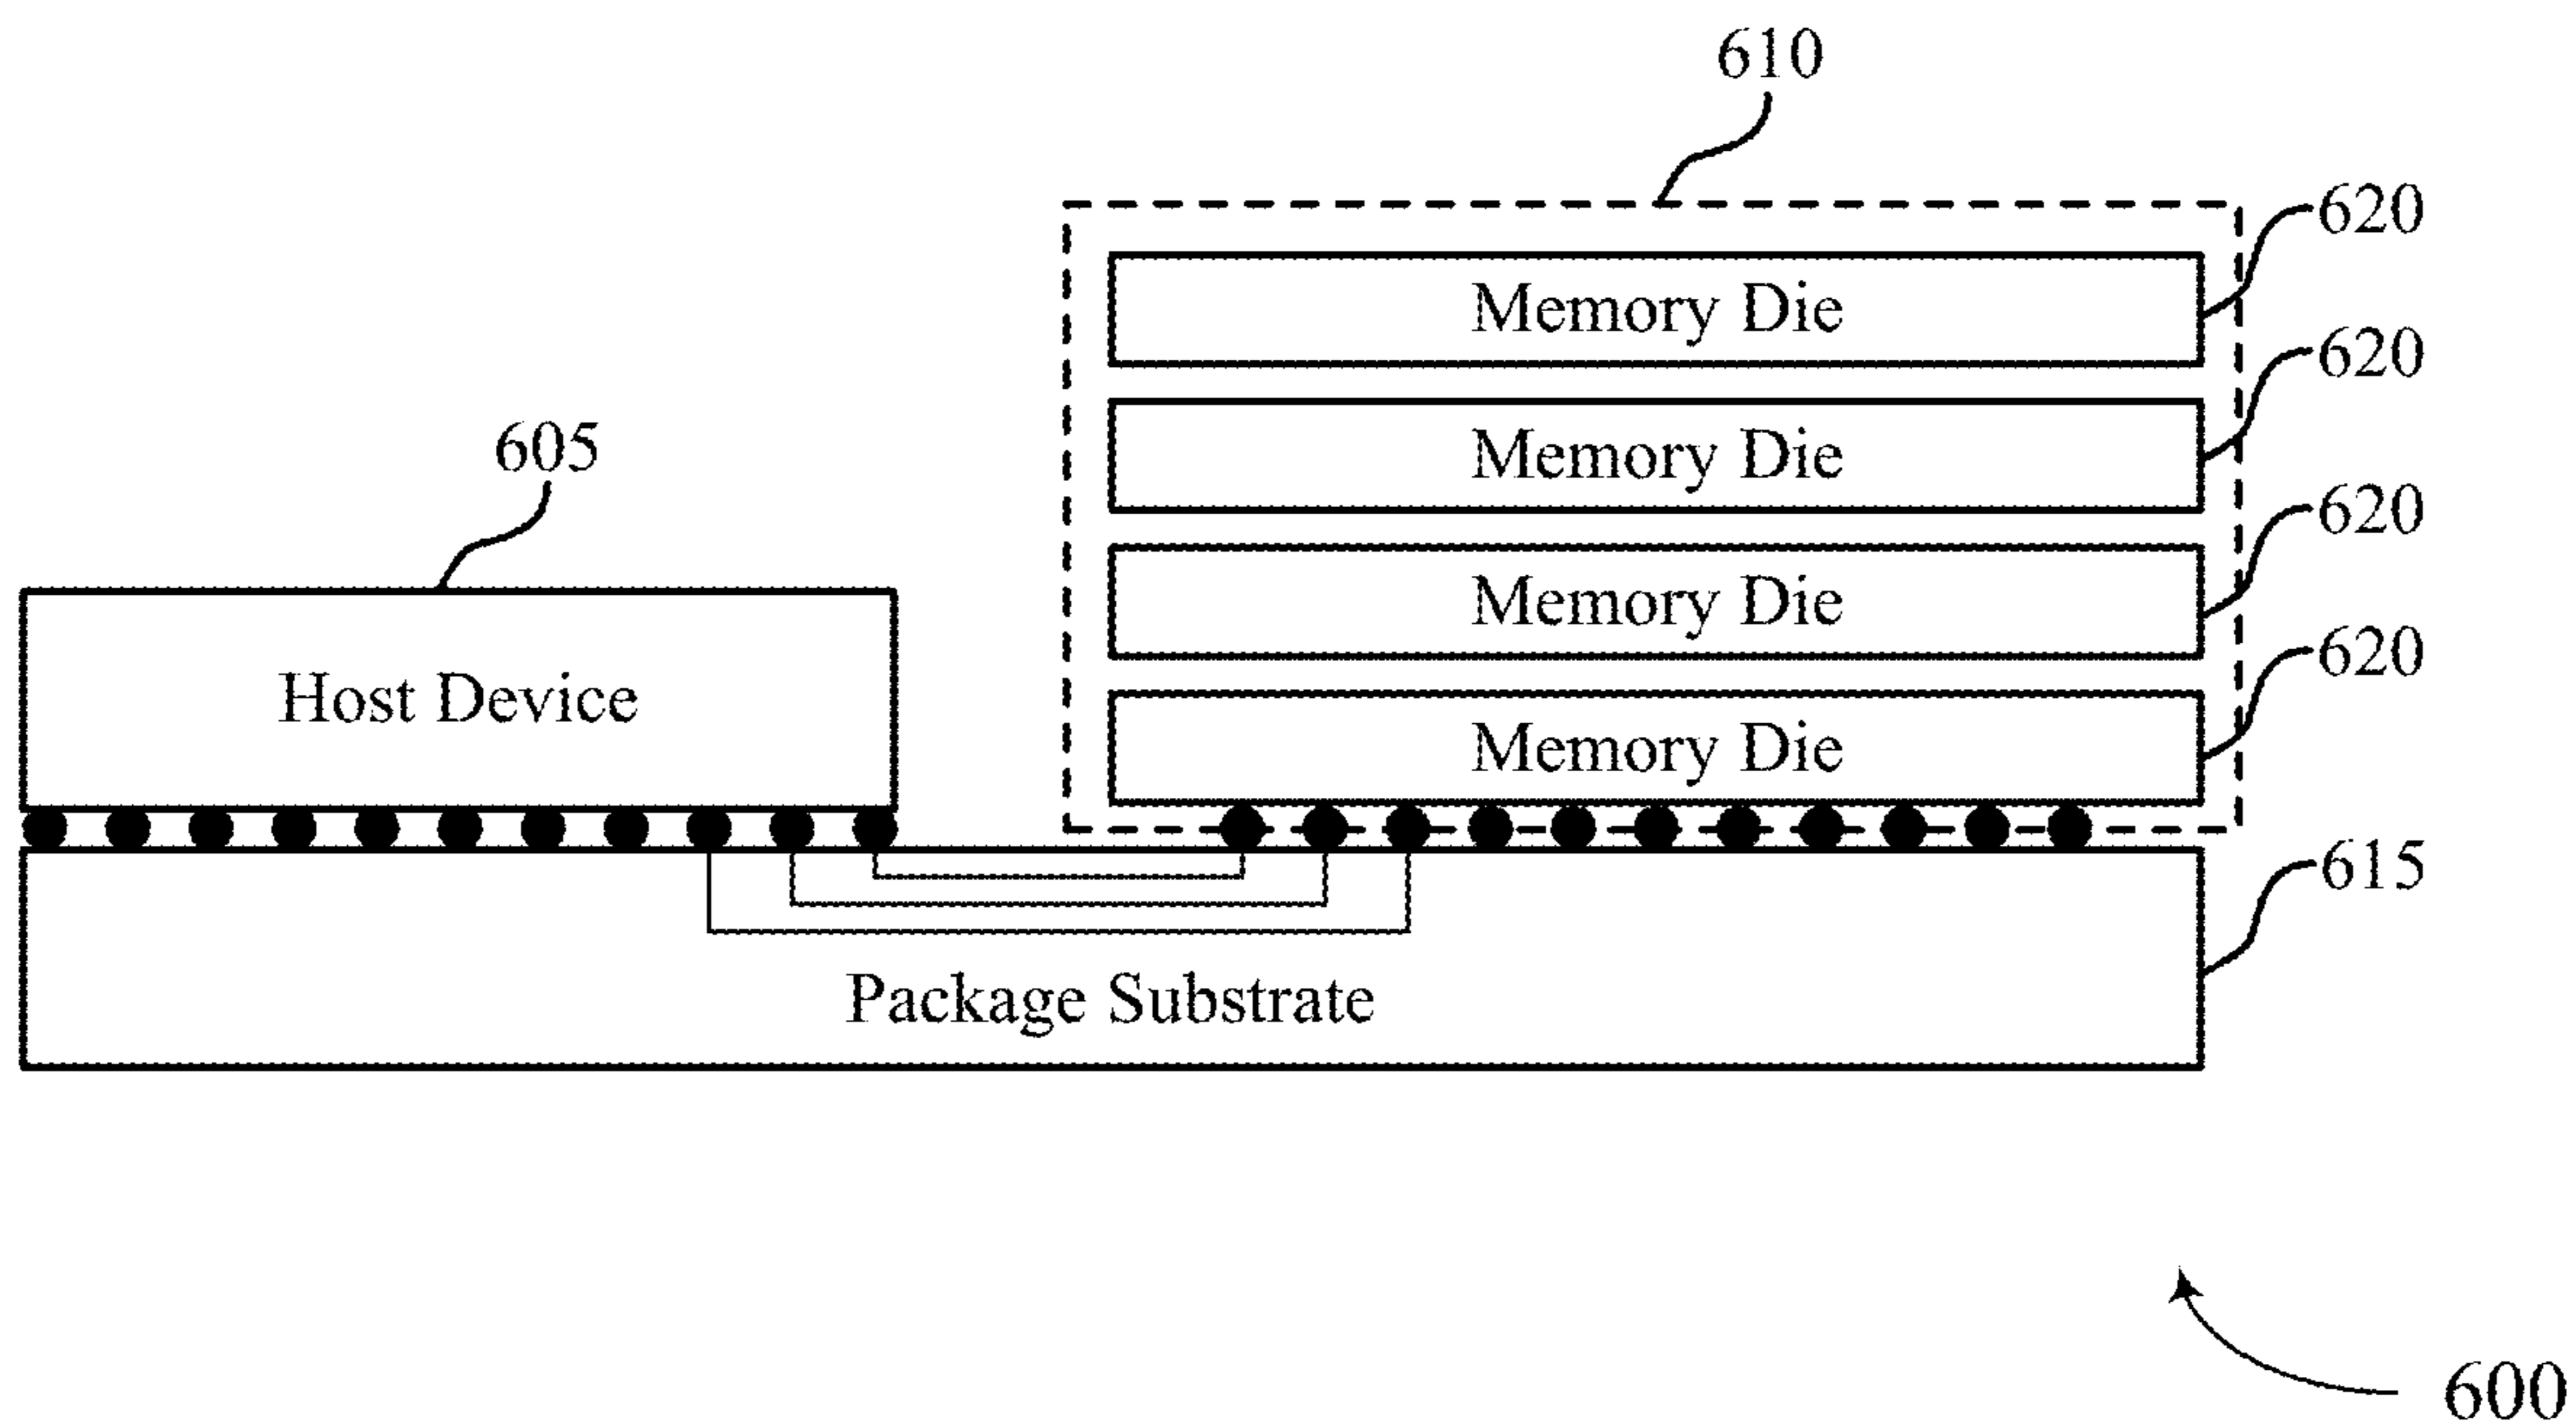 610
620
Memory Die
620
Memory Die
605
620
Memory Die
620
Host Device
Memory Die
615
Package Substrate
600